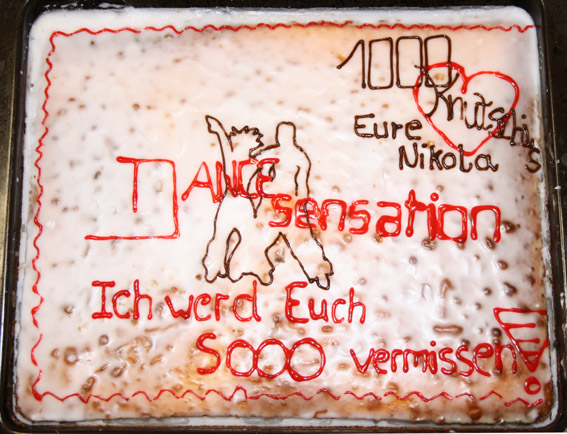 1000
Knutschis
Eure
Nikola
DANCE
sensation
Ich werd Euch
SOOO vermissen!